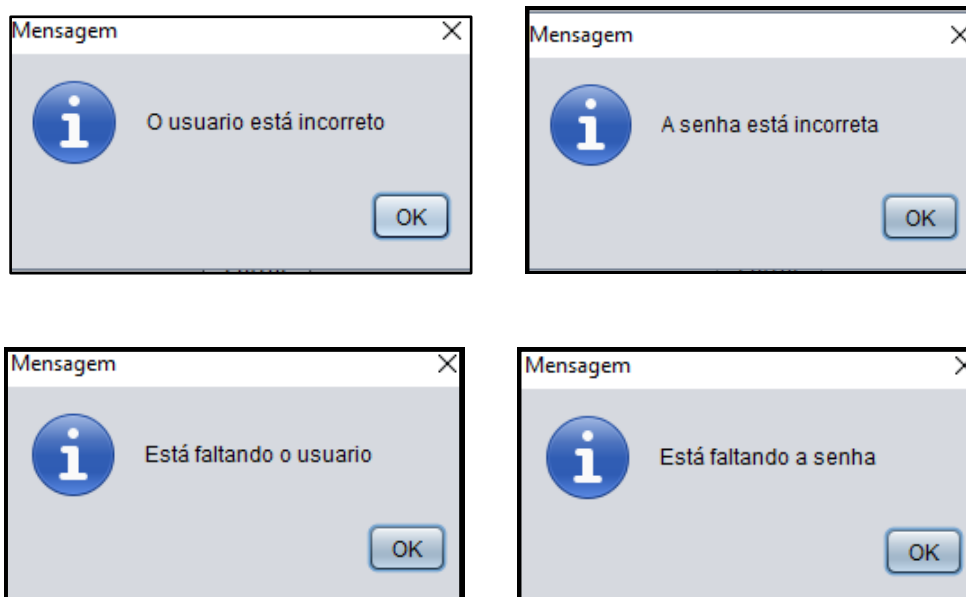 Mensagem
O usuario está incorreto
OK
Mensagem
A senha está incorreta
OK
Mensagem
Está faltando o usuario
OK
Mensagem
Está faltando a senha
OK